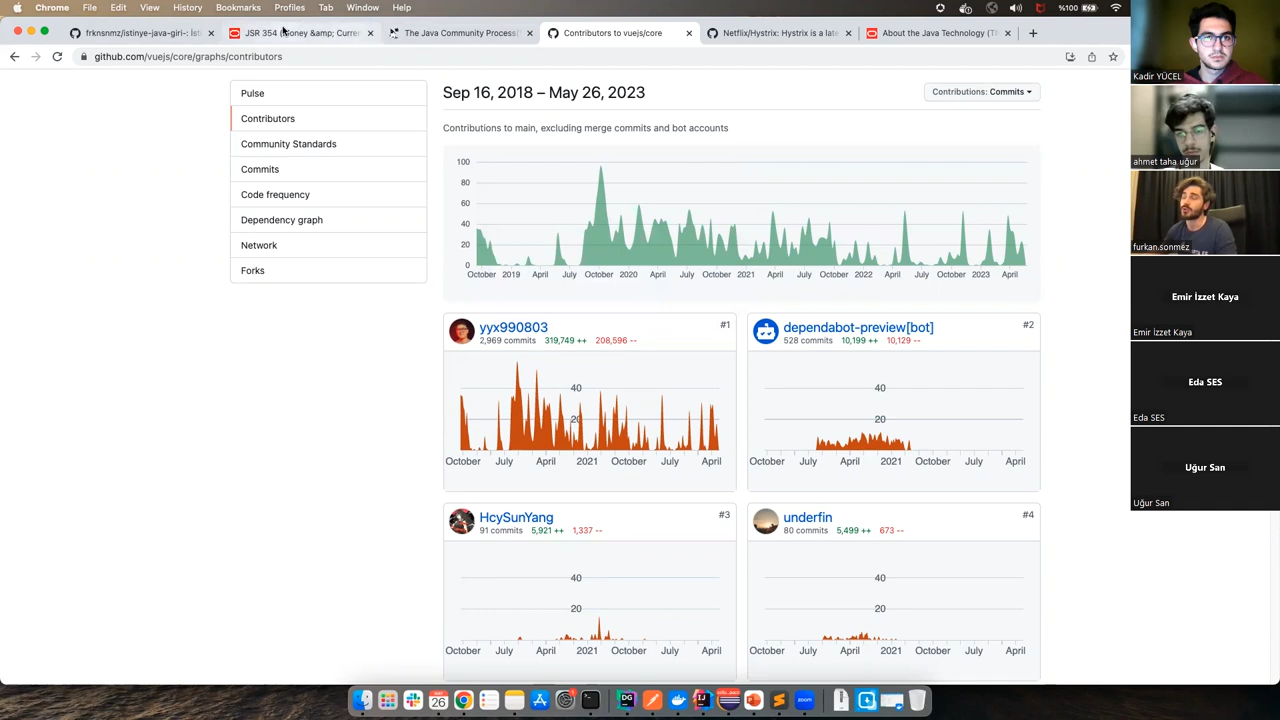 Chrome File Edit View History Bookmarks Profiles Tab Window Help %100
frknsnmz/istinye-java-giri-: İsti
JSR 354 (Money &amp; Curren
The Java Community Process(
Contributors to vuejs/core
Netflix/Hystrix: Hystrix is a late
About the Java Technology (Th
github.com/vuejs/core/graphs/contributors
Pulse
Contributors
Community Standards
Commits
Code frequency
Dependency graph
Network
Forks
Sep 16, 2018 – May 26, 2023
Contributions: Commits
Contributions to main, excluding merge commits and bot accounts
100
80
60
40
20
0
October 2019 April July October 2020 April July October 2021 April July October 2022 April July October 2023 April
yyx990803 #1
2,969 commits 319,749 ++ 208,596 --
40
20
October July April 2021 October July April
dependabot-preview[bot] #2
528 commits 10,199 ++ 10,129 --
40
20
October July April 2021 October July April
HcySunYang #3
91 commits 5,921 ++ 1,337 --
40
20
October July April 2021 October July April
underfin #4
80 commits 5,499 ++ 673 --
40
20
October July April 2021 October July April
Kadir YÜCEL
ahmet taha uğur
furkan.sonmez
Emir İzzet Kaya
Emir İzzet Kaya
Eda SES
Eda SES
Uğur San
Uğur San
26
DG
zoom